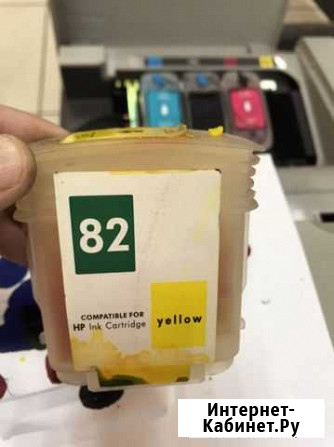 82
COMPATIBLE FOR
HP Ink Cartridge
yellow
Интернет-
Кабинет.Ру